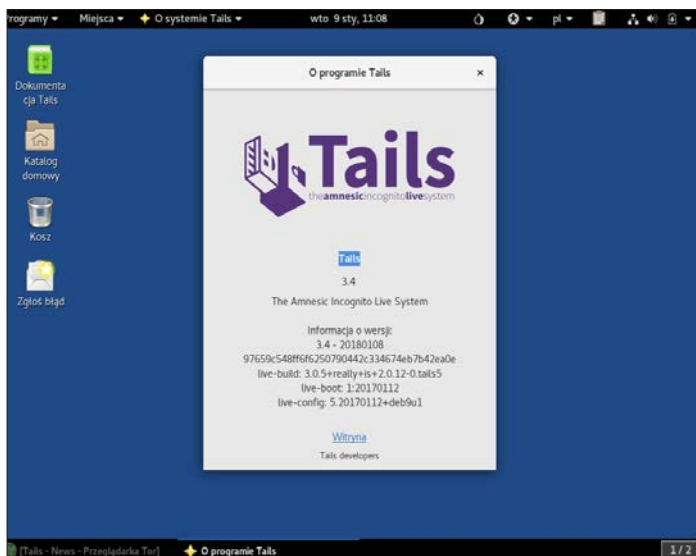 Programy
Miejsca
O systemie Tails
wto 9 sty, 11:08
pl
Dokumenta
cja Tails
Katalog
domowy
Kosz
Zgłoś błąd
O programie Tails
×
Tails
theamnesicincognitolivesystem
Tails
3.4
The Amnesic Incognito Live System
Informacja o wersji:
3.4 - 20180108
97659c548ff6f6250790442c334674eb7b42ea0e
live-build: 3.0.5+really+is+2.0.12-0.tails5
live-boot: 1:20170112
live-config: 5.20170112+deb9u1
Witryna
Tails developers
[Tails - News - Przeglądarka Tor]
O programie Tails
1 / 2